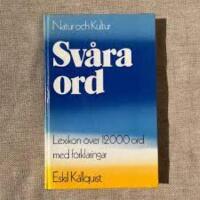 Natur och Kultur
Svåra
ord
Lexikon över 12000 ord
med förklaringar
Eskil Källquist